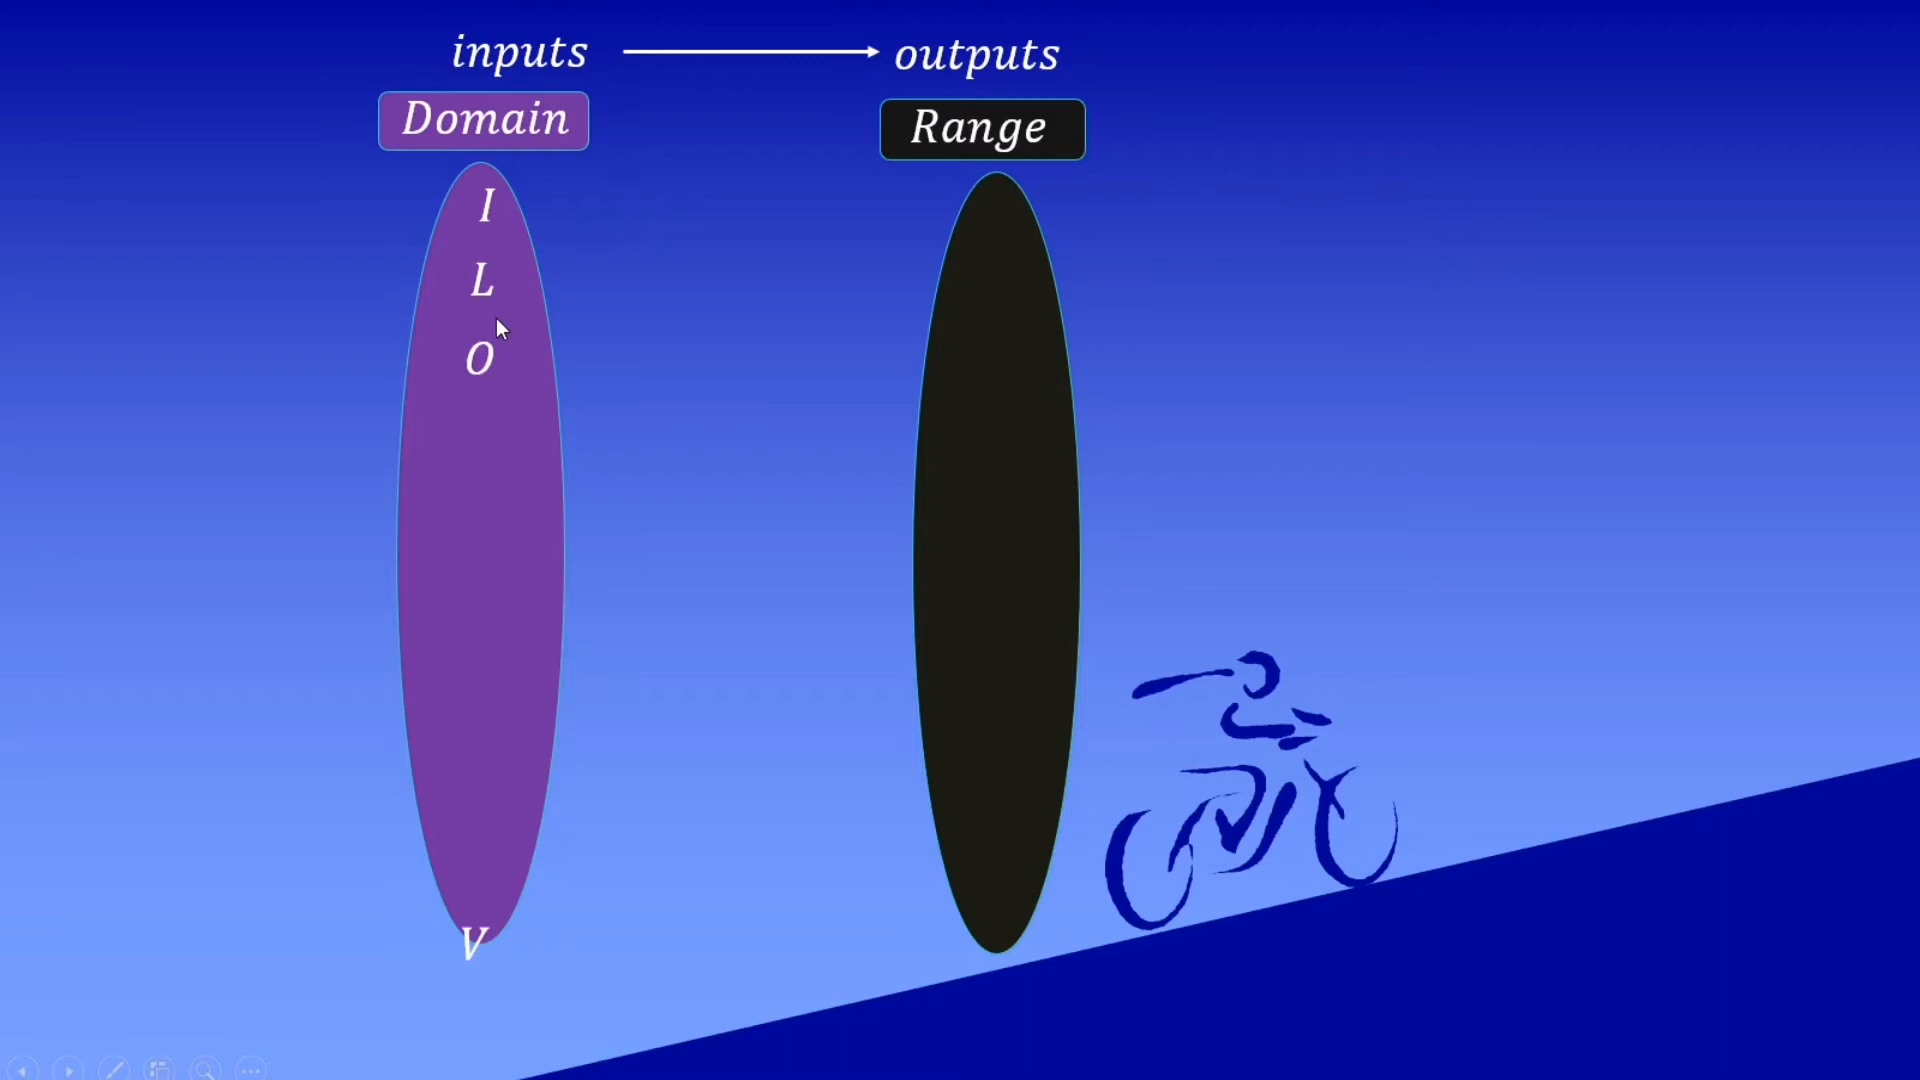 inputs
outputs
Domain
Range
I
L
O
V